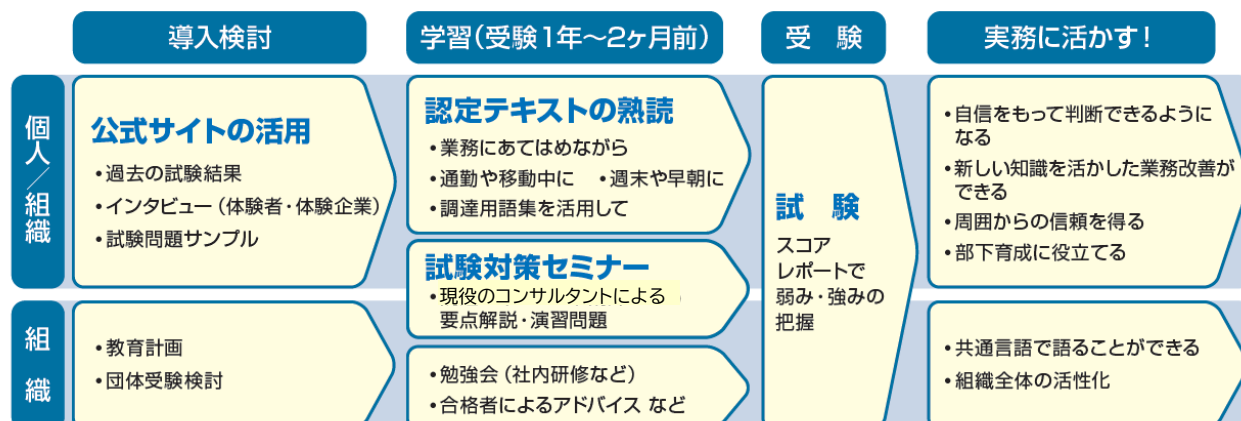 導入検討
学習（受験1年～2ヶ月前）
受　験
実務に活かす！
個人／組織
公式サイトの活用
・過去の試験結果
・インタビュー（体験者・体験企業）
・試験問題サンプル
認定テキストの熟読
・業務にあてはめながら
・通勤や移動中に　・週末や早朝に
・調達用語集を活用して
試験対策セミナー
・現役のコンサルタントによる
要点解説・演習問題
試　験
スコア
レポートで
弱み・強みの
把握
・自信をもって判断できるように
なる
・新しい知識を活かした業務改善が
できる
・周囲からの信頼を得る
・部下育成に役立てる
組　織
・教育計画
・団体受験検討
・勉強会（社内研修など）
・合格者によるアドバイス など
・共通言語で語ることができる
・組織全体の活性化